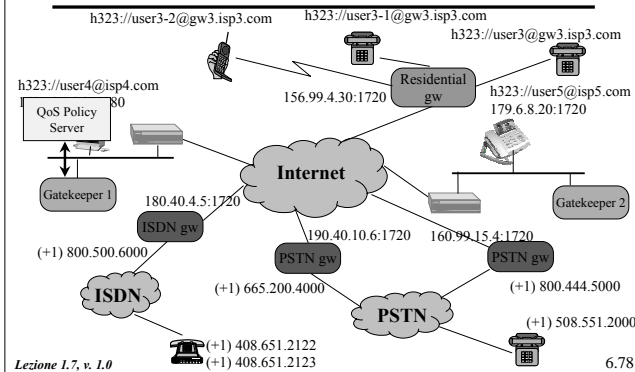 h323://user3-2@gw3.isp3.com
h323://user3-1@gw3.isp3.com
h323://user3@gw3.isp3.com
h323://user4@isp4.com
80
QoS Policy
Server
Gatekeeper 1
156.99.4.30:1720
Residential
gw
h323://user5@isp5.com
179.6.8.20:1720
Internet
Gatekeeper 2
180.40.4.5:1720
ISDN gw
190.40.10.6:1720
160.99.15.4:1720
PSTN gw
PSTN gw
(+1) 800.500.6000
(+1) 665.200.4000
(+1) 800.444.5000
ISDN
PSTN
(+1) 508.551.2000
(+1) 408.651.2122
(+1) 408.651.2123
Lezione 1.7, v. 1.0
6.78